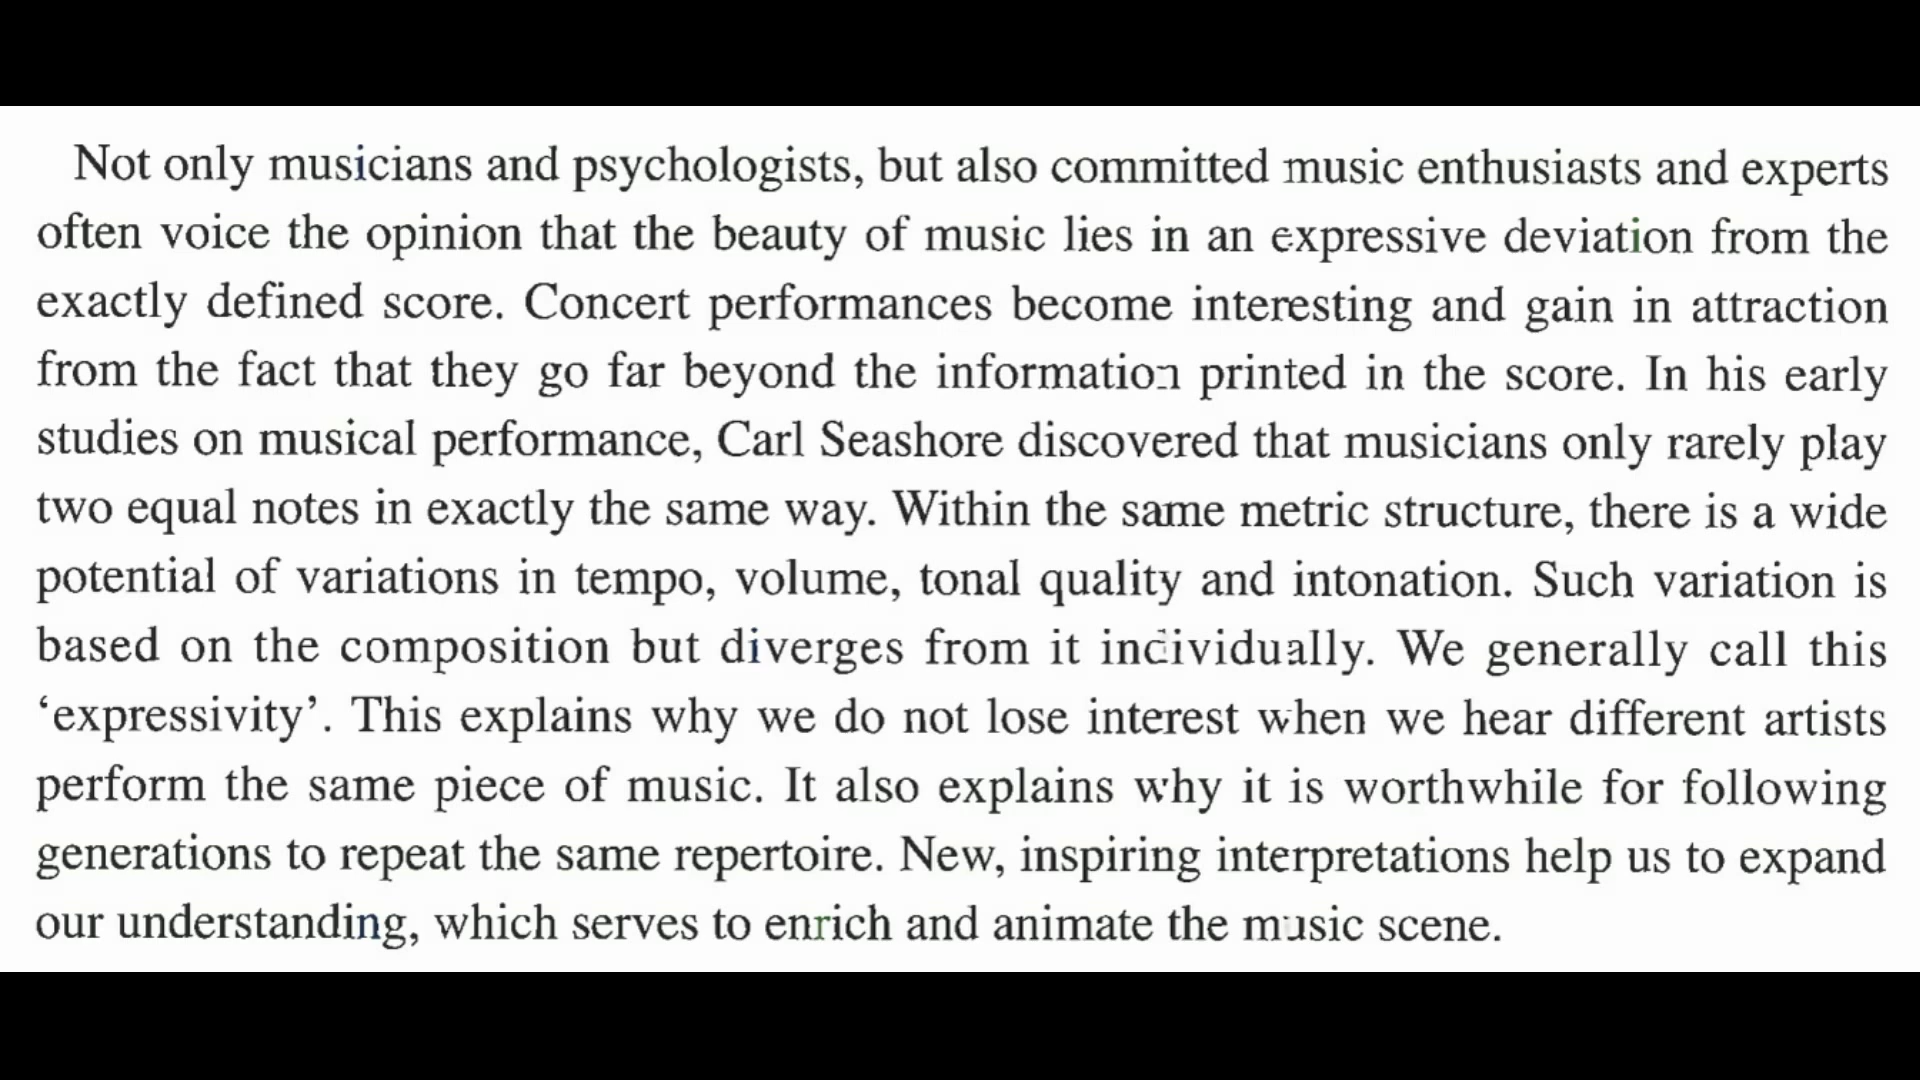 Not only musicians and psychologists, but also committed music enthusiasts and experts
often voice the opinion that the beauty of music lies in an expressive deviation from the
exactly defined score. Concert performances become interesting and gain in attraction
from the fact that they go far beyond the information printed in the score. In his early
studies on musical performance, Carl Seashore discovered that musicians only rarely play
two equal notes in exactly the same way. Within the same metric structure, there is a wide
potential of variations in tempo, volume, tonal quality and intonation. Such variation is
based on the composition but diverges from it individually. We generally call this
‘expressivity’. This explains why we do not lose interest when we hear different artists
perform the same piece of music. It also explains why it is worthwhile for following
generations to repeat the same repertoire. New, inspiring interpretations help us to expand
our understanding, which serves to enrich and animate the music scene.